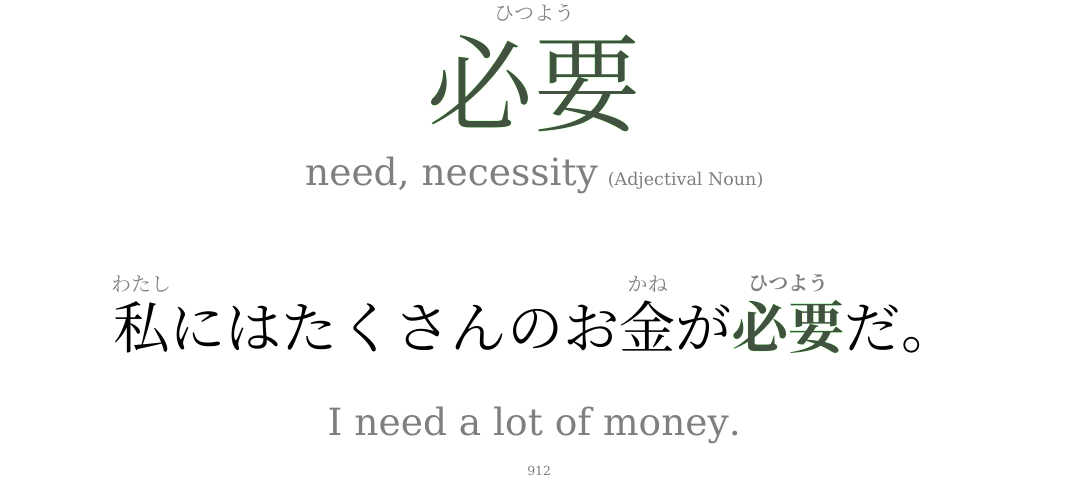 ひつよう
必要
need, necessity (Adjectival Noun)
わたし かね ひつよう
私にはたくさんのお金が必要だ。
I need a lot of money.
912